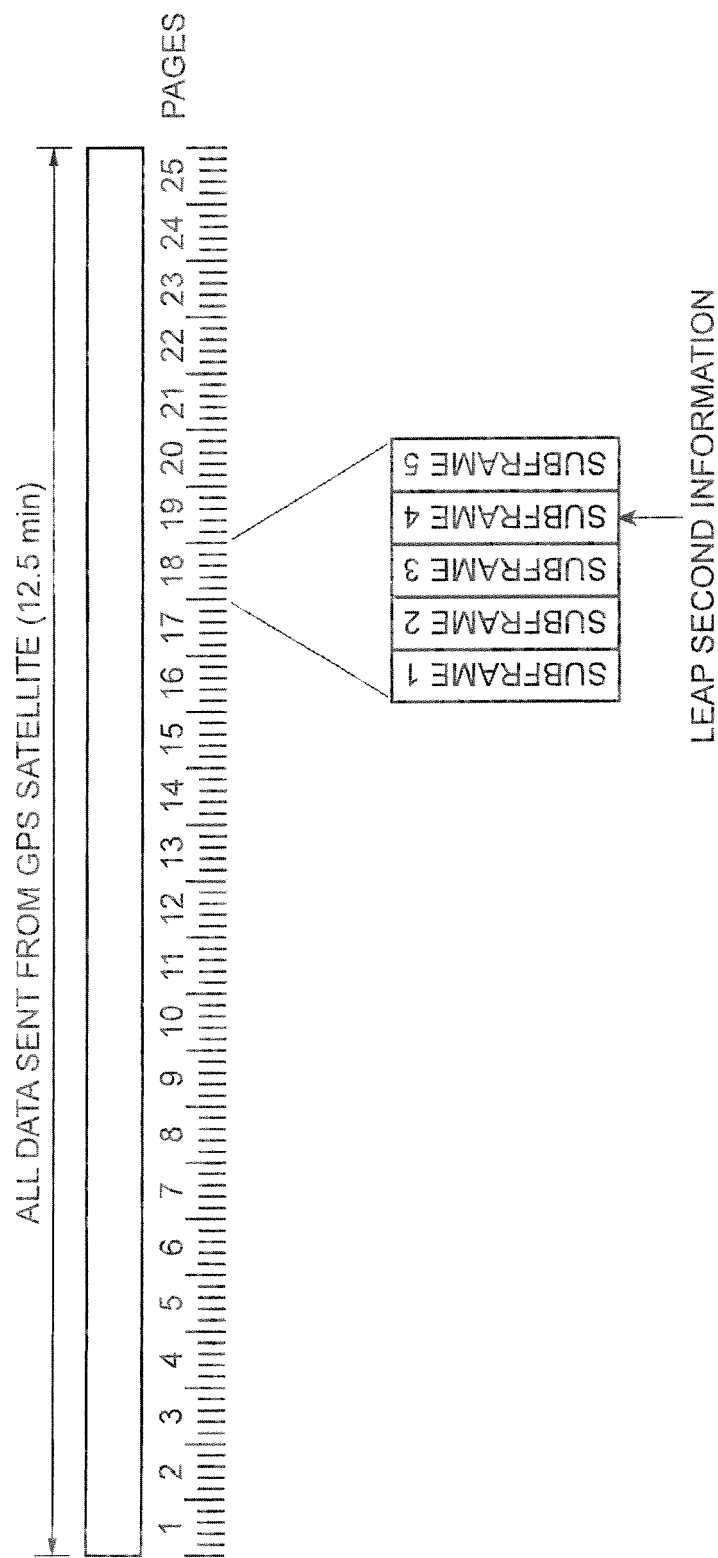 ALL DATA SENT FROM GPS SATELLITE (12.5 min)
1 2 3 4 5 6 7 8 9 10 11 12 13 14 15 16 17 18 19 20 21 22 23 24 25 PAGES
SUBFRAME 1
SUBFRAME 2
SUBFRAME 3
SUBFRAME 4
SUBFRAME 5
LEAP SECOND INFORMATION